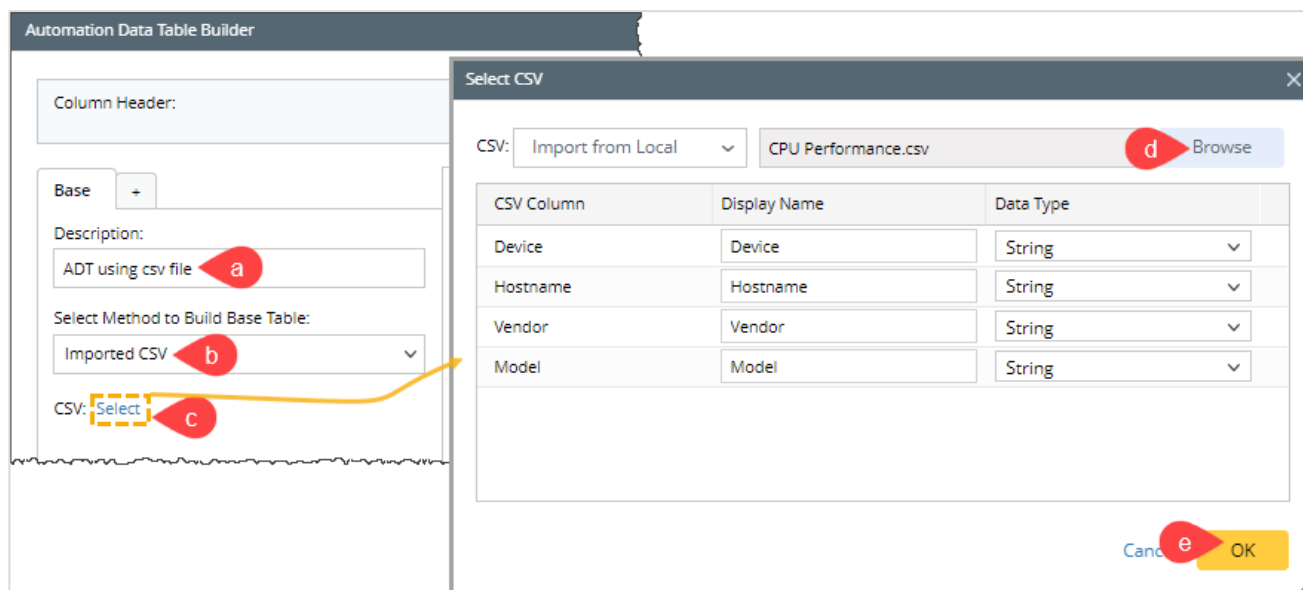 Automation Data Table Builder
Column Header:
Base +
Description:
ADT using csv file a
Select Method to Build Base Table:
Imported CSV b
CSV: Select c
Select CSV ×
CSV: Import from Local CPU Performance.csv d Browse
CSV Column Display Name Data Type
Device Device String
Hostname Hostname String
Vendor Vendor String
Model Model String
Canc e OK